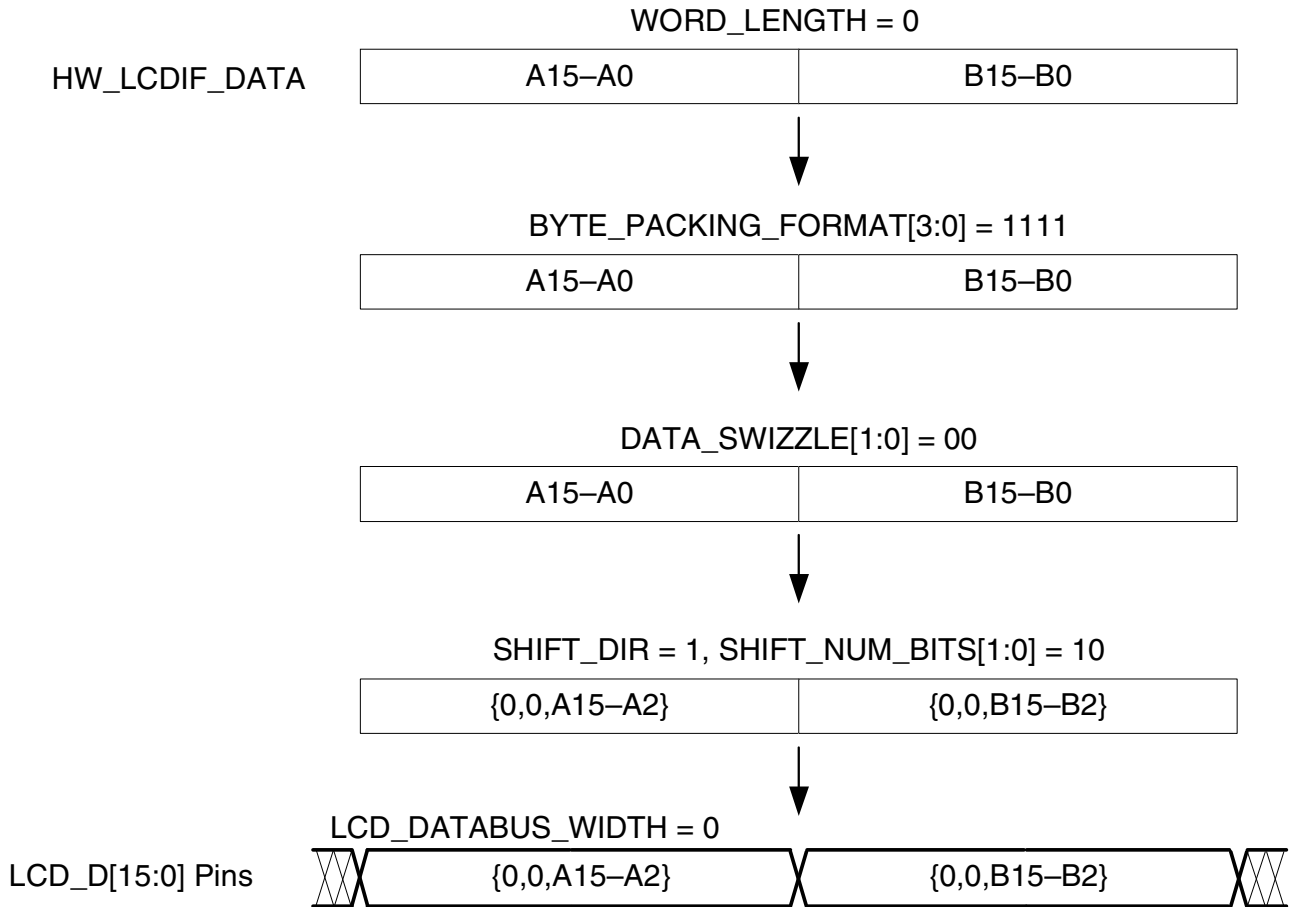 WORD_LENGTH = 0
HW_LCDIF_DATA A15–A0 B15–B0
BYTE_PACKING_FORMAT[3:0] = 1111
A15–A0 B15–B0
DATA_SWIZZLE[1:0] = 00
A15–A0 B15–B0
SHIFT_DIR = 1, SHIFT_NUM_BITS[1:0] = 10
{0,0,A15–A2} {0,0,B15–B2}
LCD_DATABUS_WIDTH = 0
LCD_D[15:0] Pins {0,0,A15–A2} {0,0,B15–B2}